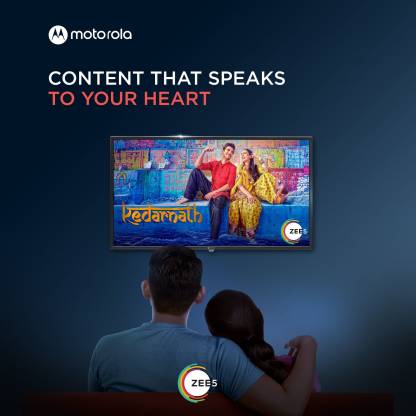 motorola
CONTENT THAT SPEAKS
TO YOUR HEART
Kedarnath
ZEE5
ZEE5